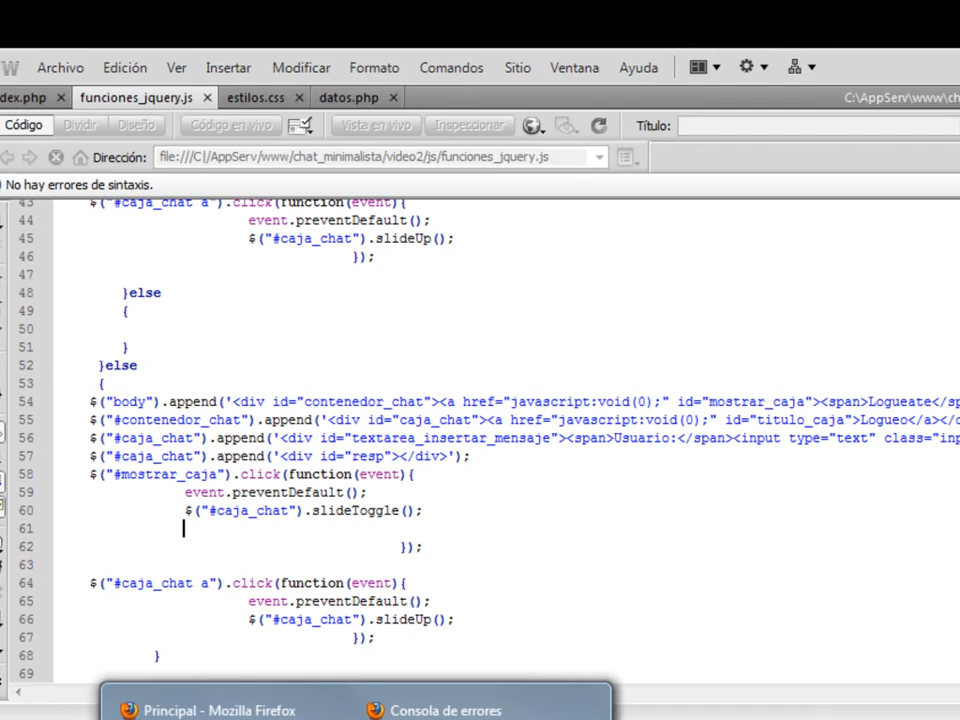 W Archivo Edición Ver Insertar Modificar Formato Comandos Sitio Ventana Ayuda
dex.php funciones_jquery.js estilos.css datos.php C:\AppServ\www\ch
Código Dividir Diseño Código en vivo Vista en vivo Inspeccionar Título:
Dirección: file:///C|/AppServ/www/chat_minimalista/video2/js/funciones_jquery.js
No hay errores de sintaxis.
43 $("#caja_chat a").click(function(event){
44 event.preventDefault();
45 $("#caja_chat").slideUp();
46 });
47
48 }else
49 {
50
51 }
52 }else
53 {
54 $("body").append('<div id="contenedor_chat"><a href="javascript:void(0);" id="mostrar_caja"><span>Logueate</sp
55 $("#contenedor_chat").append('<div id="caja_chat"><a href="javascript:void(0);" id="titulo_caja">Logueo</a></d
56 $("#caja_chat").append('<div id="textarea_insertar_mensaje"><span>Usuario:</span><input type="text" class="inp
57 $("#caja_chat").append('<div id="resp"></div>');
58 $("#mostrar_caja").click(function(event){
59 event.preventDefault();
60 $("#caja_chat").slideToggle();
61
62 });
63
64 $("#caja_chat a").click(function(event){
65 event.preventDefault();
66 $("#caja_chat").slideUp();
67 });
68 }
69
Principal - Mozilla Firefox Consola de errores